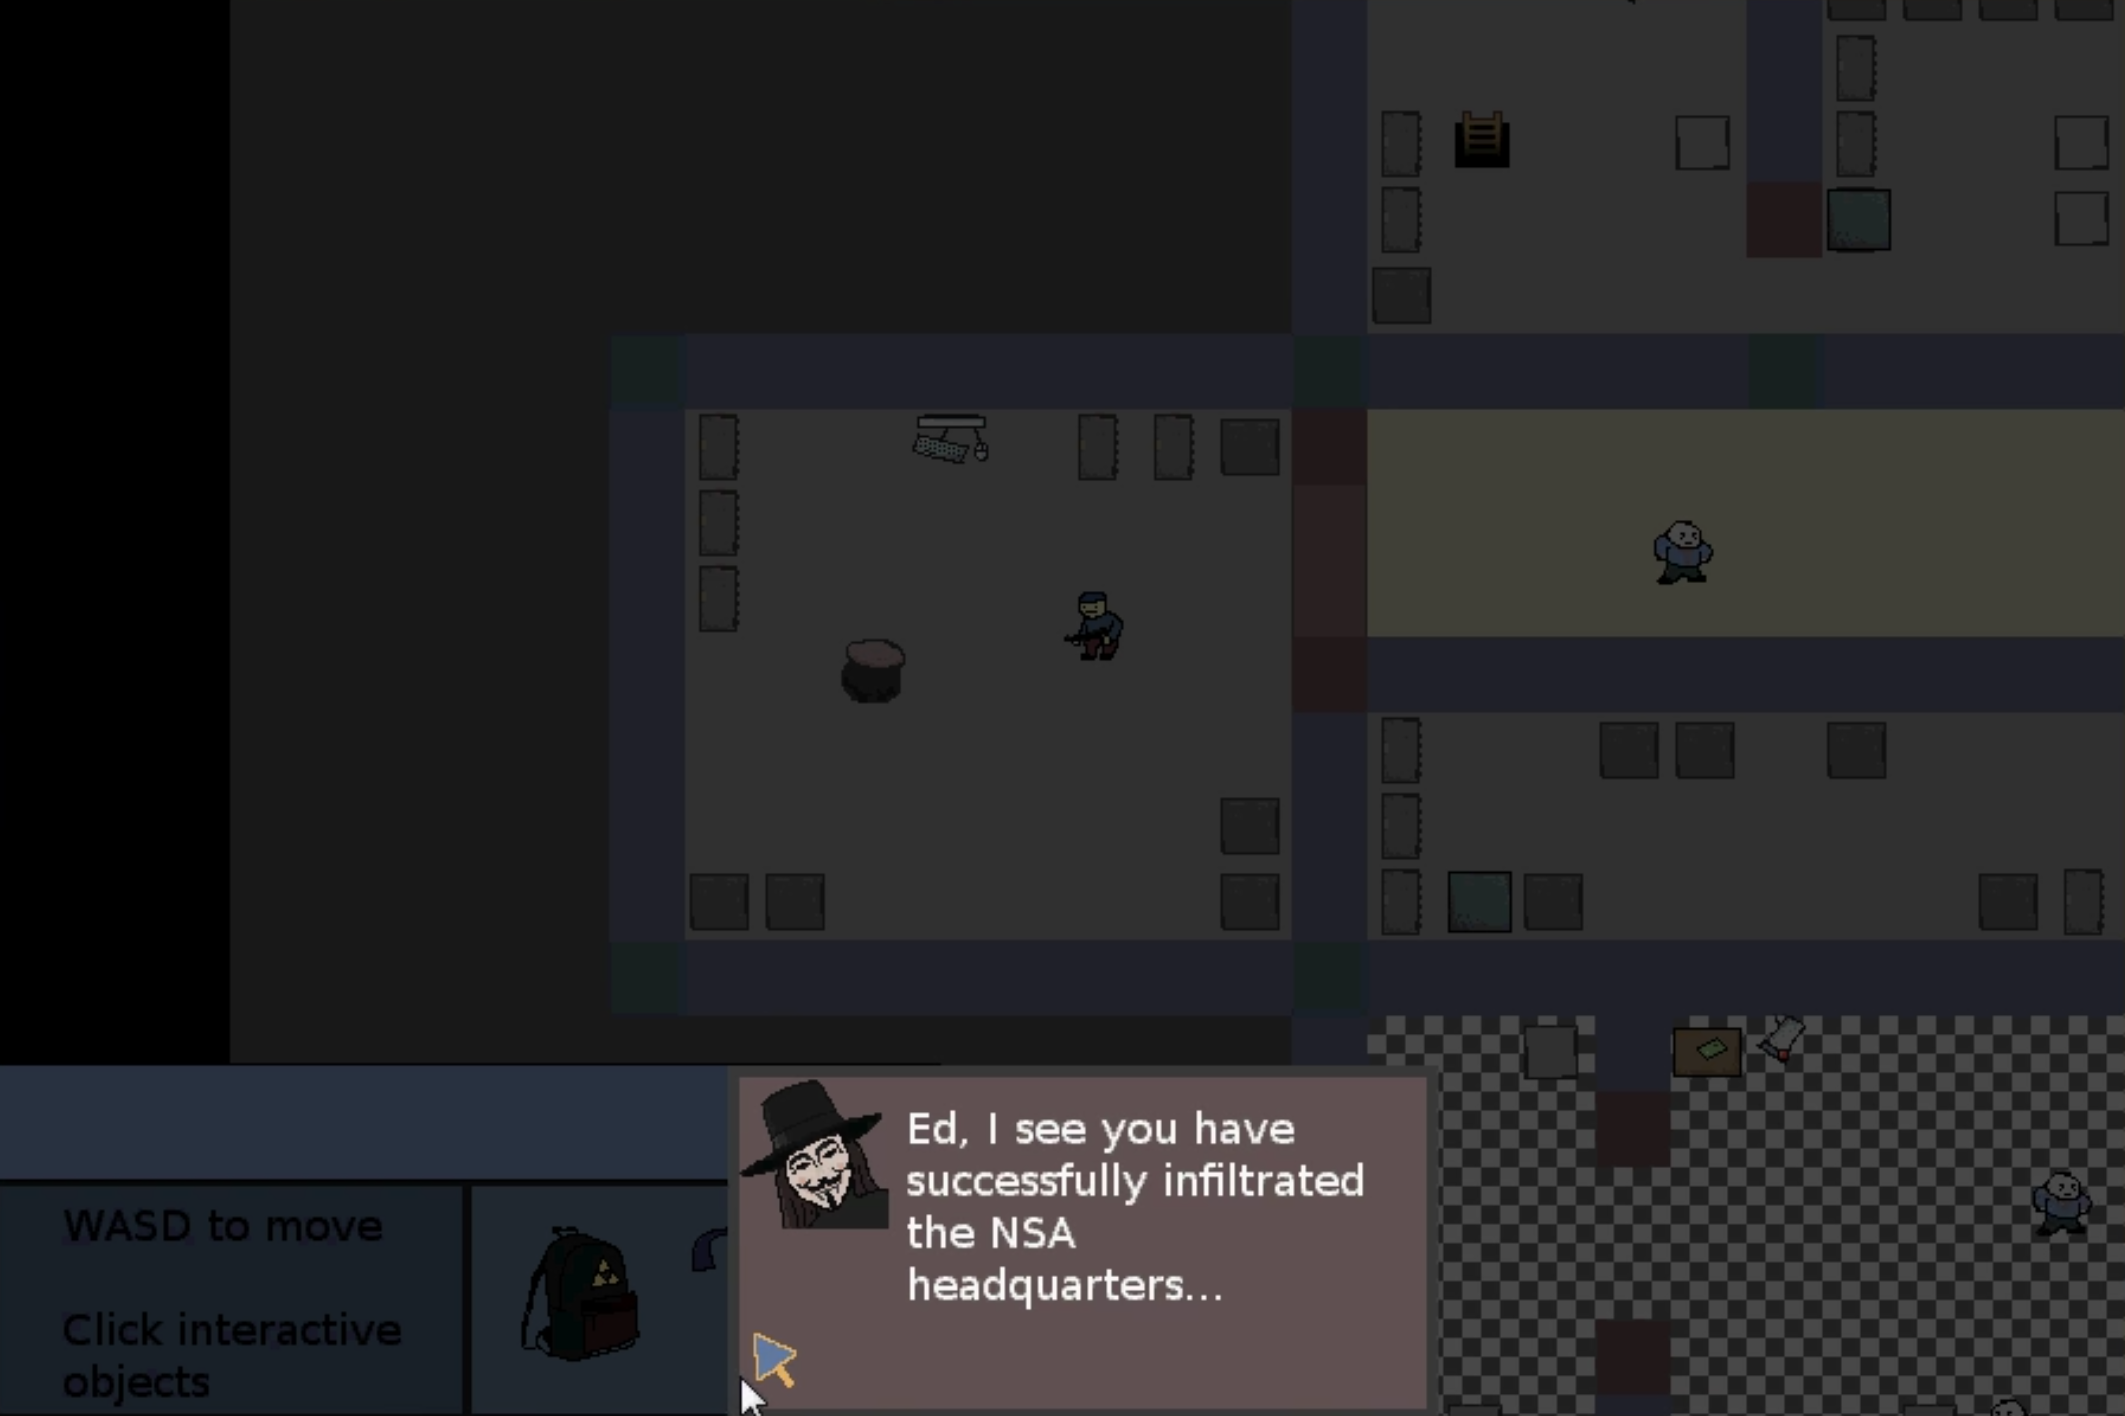 Ed, I see you have
successfully infiltrated
the NSA
headquarters...
WASD to move
Click interactive
objects